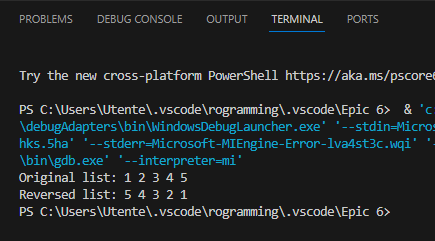 PROBLEMS DEBUG CONSOLE OUTPUT TERMINAL PORTS
Try the new cross-platform PowerShell https://aka.ms/pscore6
PS C:\Users\Utente\.vscode\rogramming\.vscode\Epic 6>  & 'c
\debugAdapters\bin\WindowsDebugLauncher.exe' '--stdin=Micros
hks.5ha' '--stderr=Microsoft-MIEngine-Error-lva4st3c.wqi' '-
\bin\gdb.exe' '--interpreter=mi'
Original list: 1 2 3 4 5
Reversed list: 5 4 3 2 1
PS C:\Users\Utente\.vscode\rogramming\.vscode\Epic 6>